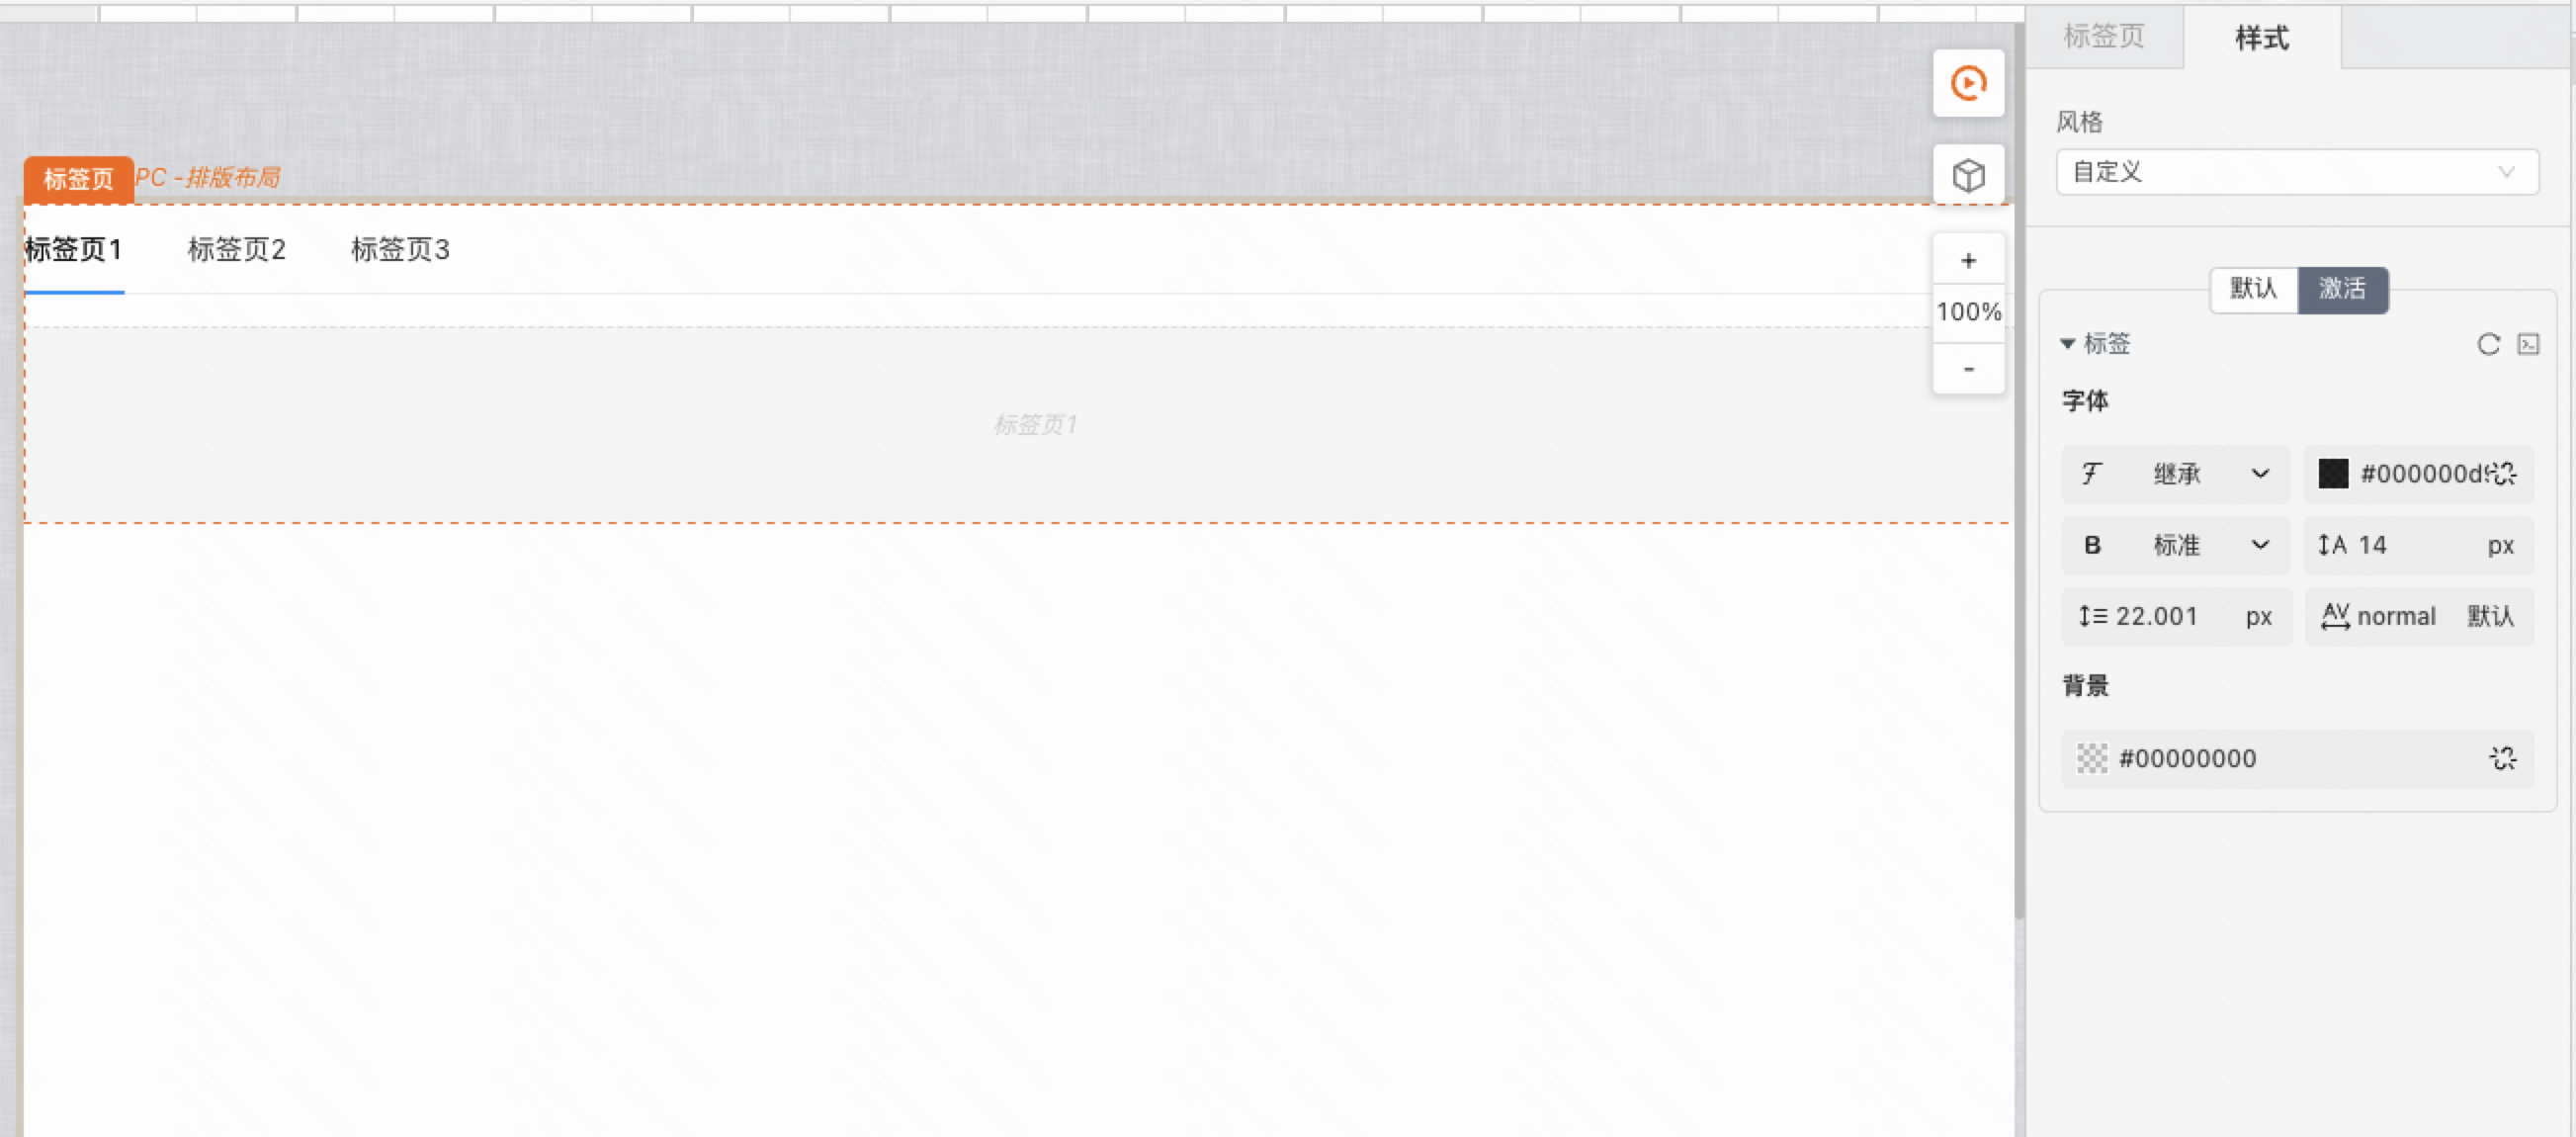 标签页
PC -排版布局
标签页1
标签页2
标签页3
标签页1
+
100%
-
标签页
样式
风格
自定义
默认
激活
标签
字体
继承
#000000d9
B
标准
A 14
px
22.001
px
AV
normal
默认
背景
#00000000